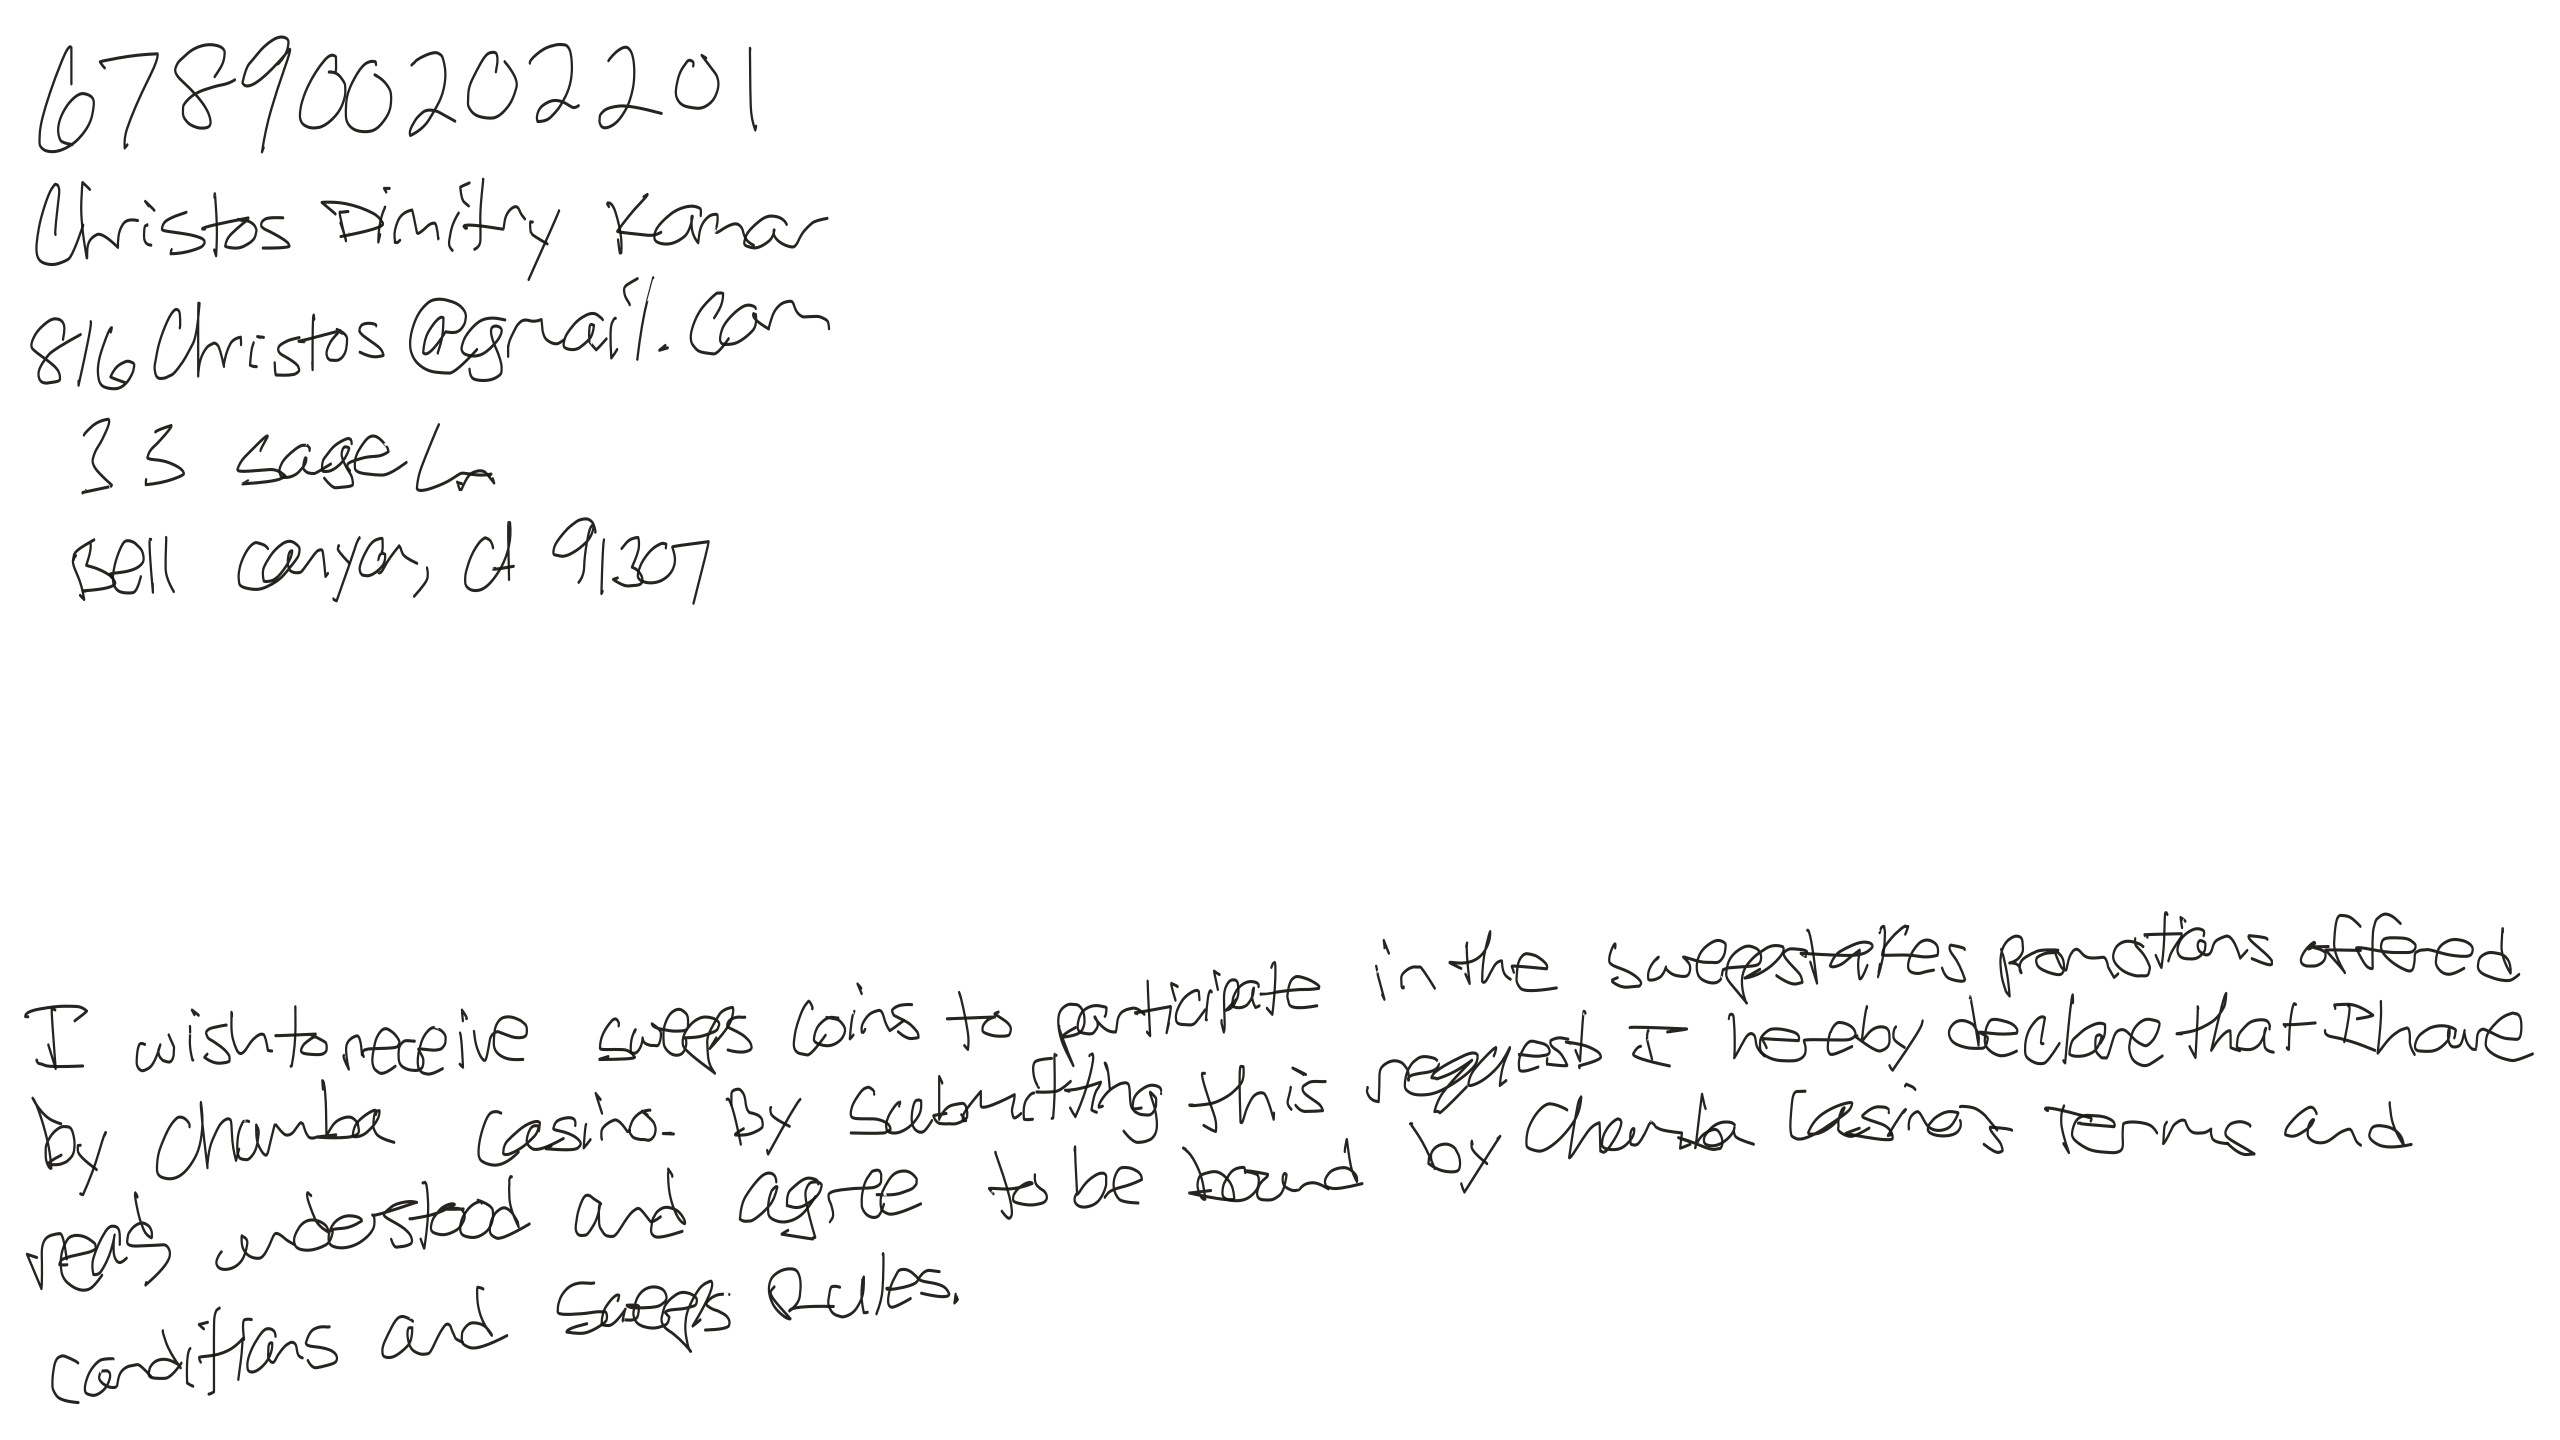 678900202201
Christos Dimitry Kamar
816Christos@gmail.com
33 sage Ln
Bell canyon, CA 91307
I wish to receive sweeps coins to participate in the sweepstakes promotions offered
by chumba casino. By submitting this request I hereby declare that I have
read understood and agree to be bound by Chumba Casino's Terms and
conditions and Sweeps Rules.